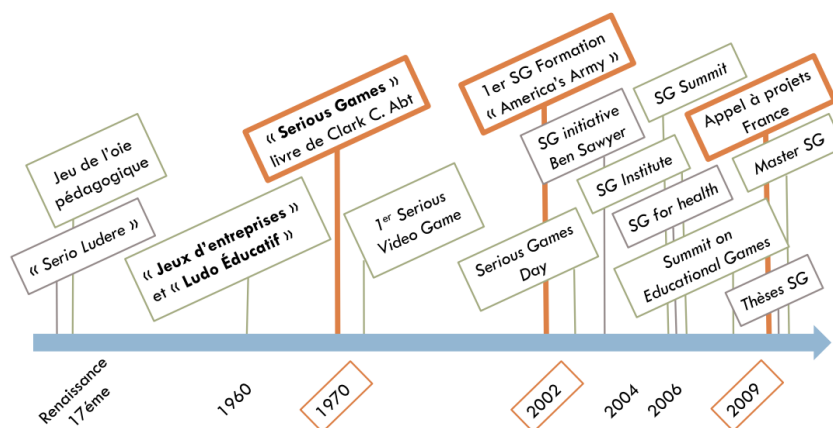 Jeu de l'oie
pédagogique
« Serio Ludere »
« Jeux d'entreprises »
et « Ludo Éducatif »
« Serious Games »
livre de Clark C. Abt
1er Serious
Video Game
1er SG Formation
« America's Army »
SG initiative
Ben Sawyer
Serious Games
Day
SG Institute
SG Summit
SG for health
Summit on
Educational Games
Appel à projets
France
Master SG
Thèses SG
Renaissance
17éme
1960
1970
2002
2004
2006
2009